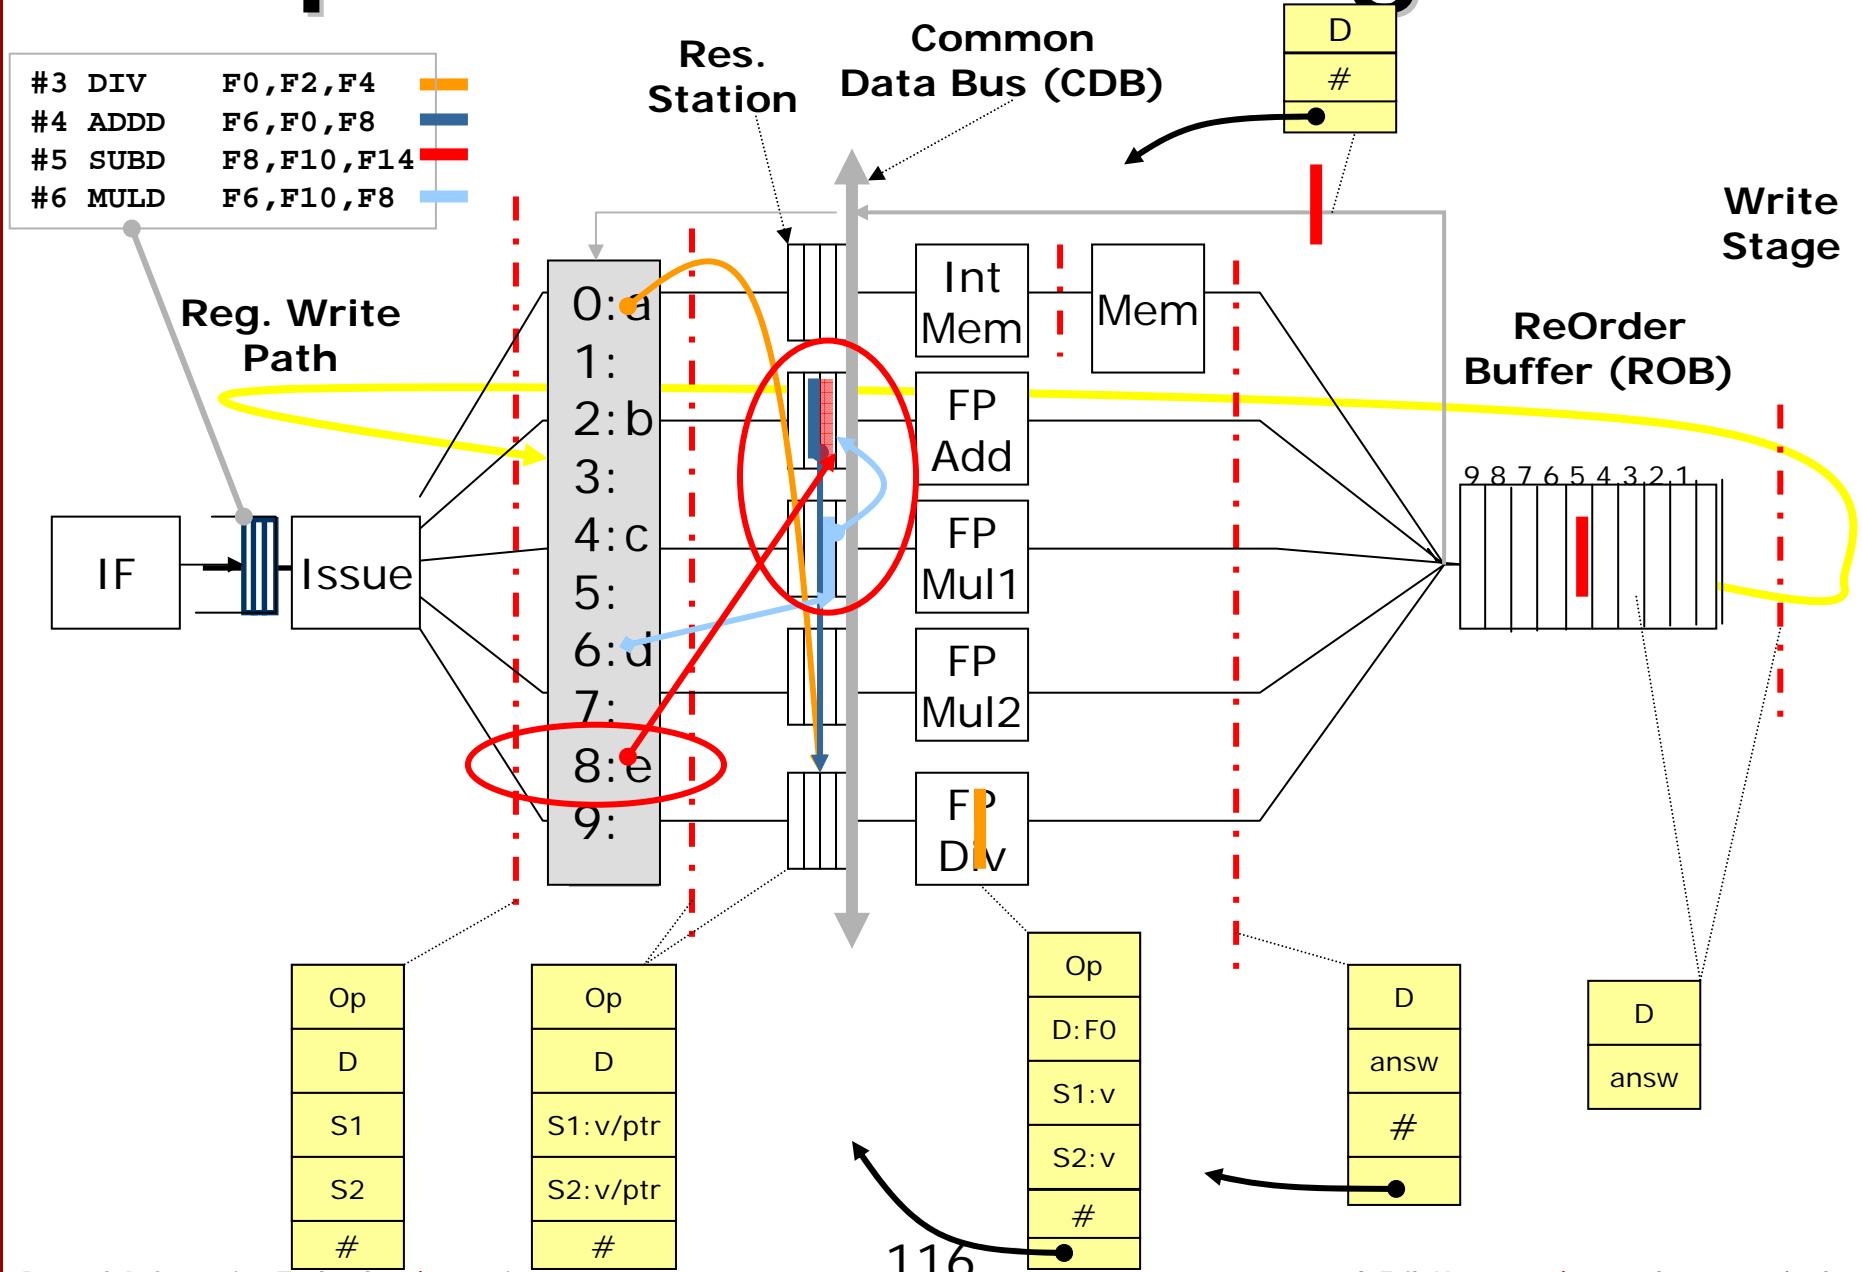 #3 DIV F0,F2,F4
#4 ADDD F6,F0,F8
#5 SUBD F8,F10,F14
#6 MULD F6,F10,F8
Res.
Station
Common
Data Bus (CDB)
D
#
Write
Stage
Reg. Write
Path
ReOrder
Buffer (ROB)
IF
Issue
0:a
1:
2:b
3:
4:c
5:
6:d
7:
8:e
9:
Int
Mem
Mem
FP
Add
FP
Mul1
FP
Mul2
FP
Div
9 8 7 6 5 4 3 2 1
Op
D
S1
S2
#
Op
D
S1:v/ptr
S2:v/ptr
#
Op
D:F0
S1:v
S2:v
#
D
answ
#
D
answ
116